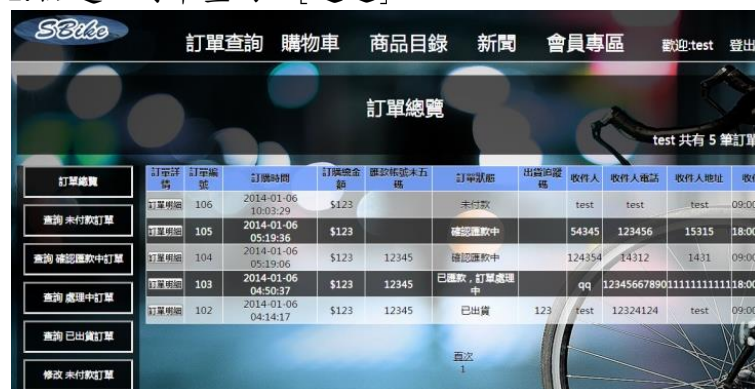 SBike
訂單查詢 購物車 商品目錄 新聞 會員專區 歡迎:test 登出
訂單總覽
test 共有 5 筆訂單
訂單總覽
查詢 未付款訂單
查詢 確認匯款中訂單
查詢 處理中訂單
查詢 已出貨訂單
修改 未付款訂單
訂單詳情 訂單編號 訂購時間 訂購總金額 匯款帳號末五碼 訂單狀態 出貨追蹤碼 收件人 收件人電話 收件人地址
訂單明細 106 2014-01-06 10:03:29 $123 未付款 test test test 09:00
訂單明細 105 2014-01-06 05:19:36 $123 確認匯款中 54345 123456 15315 18:00
訂單明細 104 2014-01-06 05:19:06 $123 12345 確認匯款中 124354 14312 1431 09:00
訂單明細 103 2014-01-06 04:50:37 $123 12345 已匯款，訂單處理中 qq
訂單明細 102 2014-01-06 04:14:17 $123 12345 已出貨 123 test 12324124 test 09:00
頁次
1